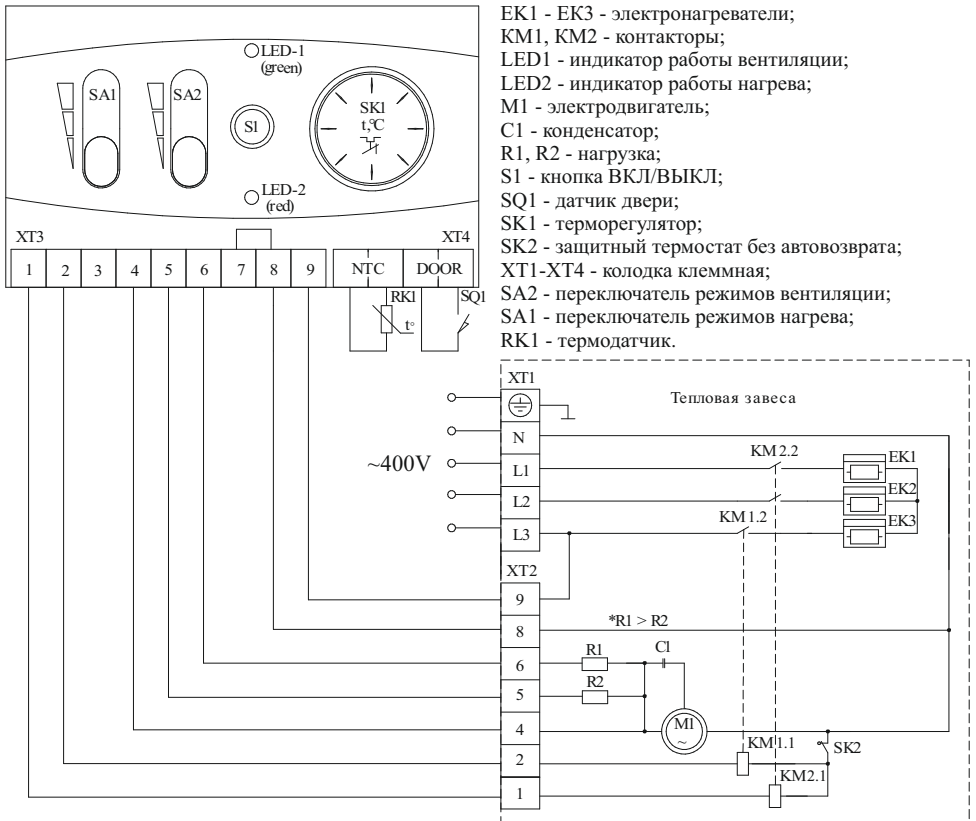 LED-1
(green)
SA1
SA2
S1
SK1
t,°C
LED-2
(red)
XT3
XT4
1 2 3 4 5 6 7 8 9 NTC DOOR
RK1
t°
SQ1
EK1 - EK3 - электронагреватели;
KM1, KM2 - контакторы;
LED1 - индикатор работы вентиляции;
LED2 - индикатор работы нагрева;
M1 - электродвигатель;
C1 - конденсатор;
R1, R2 - нагрузка;
S1 - кнопка ВКЛ/ВЫКЛ;
SQ1 - датчик двери;
SK1 - терморегулятор;
SK2 - защитный термостат без автовозврата;
XT1-XT4 - колодка клеммная;
SA2 - переключатель режимов вентиляции;
SA1 - переключатель режимов нагрева;
RK1 - термодатчик.
XT1
Тепловая завеса
N
~400V
L1
L2
L3
KM2.2
EK1
EK2
KM1.2
EK3
XT2
9
8
*R1 > R2
6
R1
C1
5
R2
4
M1
~
2
KM1.1
SK2
1
KM2.1